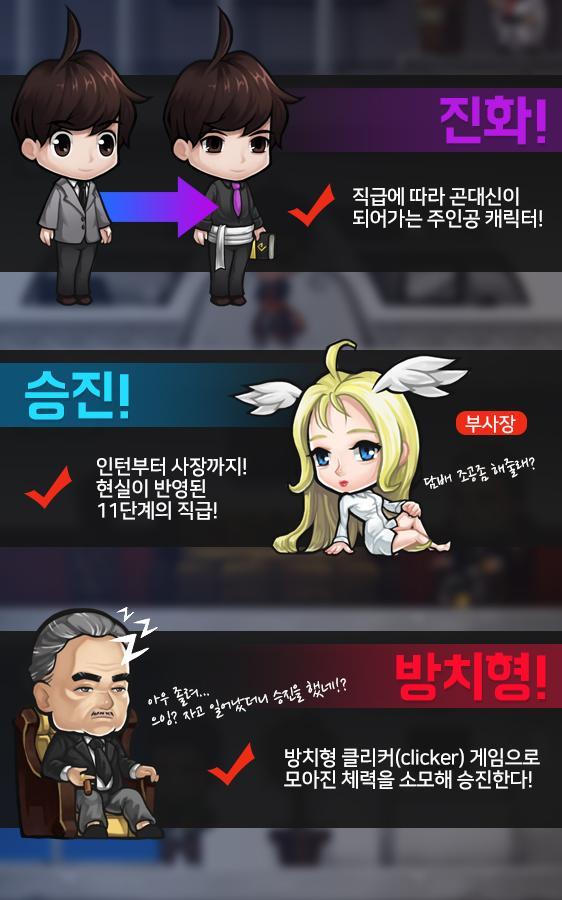 진화!
직급에 따라 꼰대신이
되어가는 주인공 캐릭터!
승진!
부사장
인턴부터 사장까지!
현실이 반영된
11단계의 직급!
담배 조공좀 해줄래?
zzz
방치형!
아우 졸려...
으잉? 자고 일어났더니 승진을 했네!?
방치형 클리커(clicker) 게임으로
모아진 체력을 소모해 승진한다!